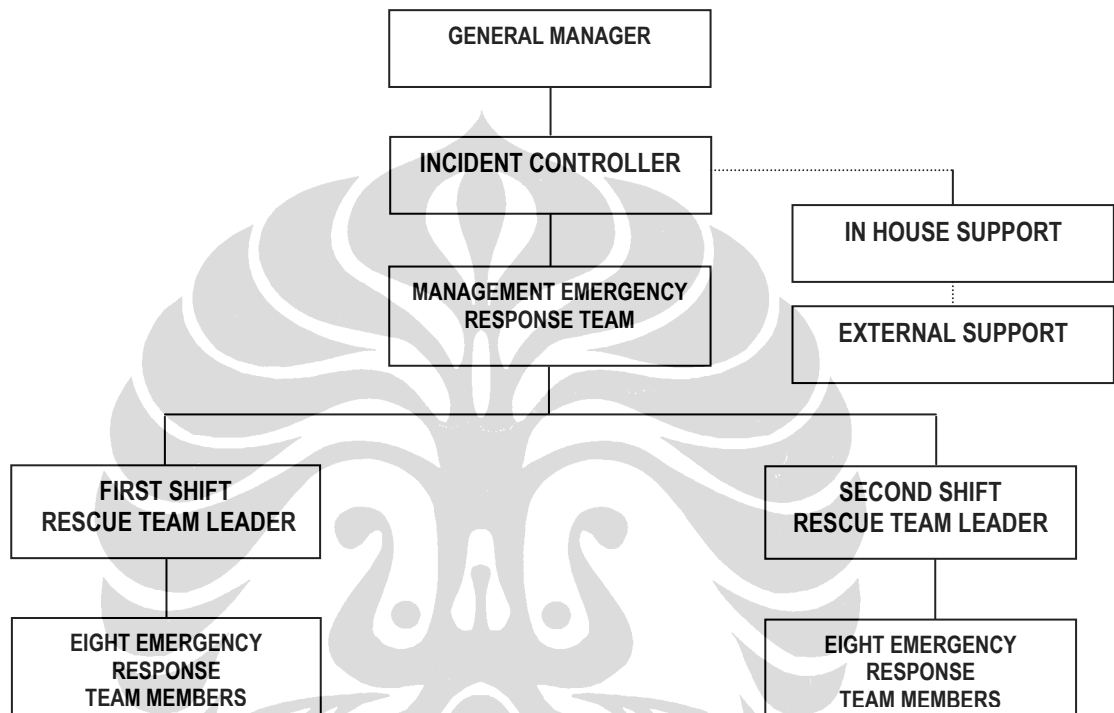 GENERAL MANAGER
INCIDENT CONTROLLER
IN HOUSE SUPPORT
MANAGEMENT EMERGENCY
RESPONSE TEAM
EXTERNAL SUPPORT
FIRST SHIFT
RESCUE TEAM LEADER
SECOND SHIFT
RESCUE TEAM LEADER
EIGHT EMERGENCY
RESPONSE
TEAM MEMBERS
EIGHT EMERGENCY
RESPONSE
TEAM MEMBERS